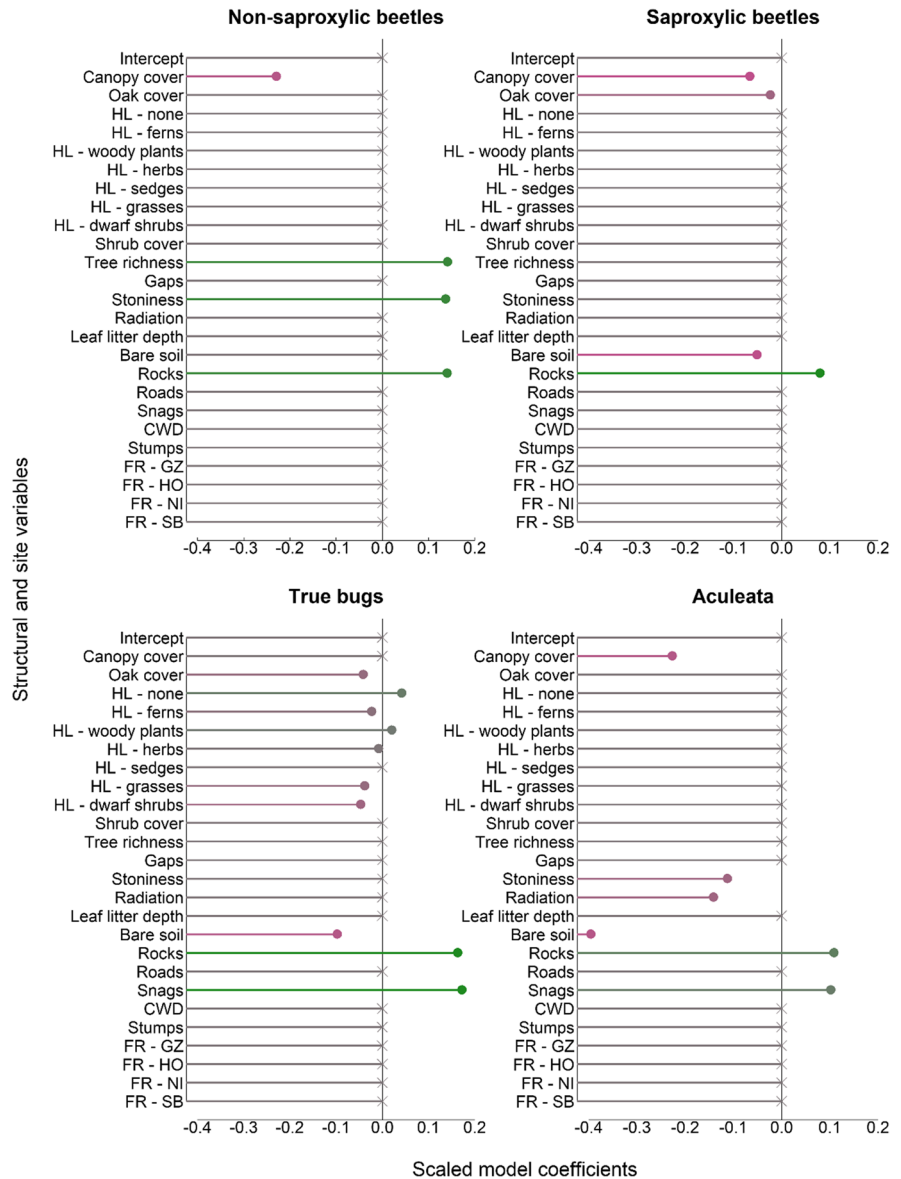 Non-saproxylic beetles
Intercept
Canopy cover
Oak cover
HL - none
HL - ferns
HL - woody plants
HL - herbs
HL - sedges
HL - grasses
HL - dwarf shrubs
Shrub cover
Tree richness
Gaps
Stoniness
Radiation
Leaf litter depth
Bare soil
Rocks
Roads
Snags
CWD
Stumps
FR - GZ
FR - HO
FR - NI
FR - SB
-0.4 -0.3 -0.2 -0.1 0.0 0.1 0.2
Saproxylic beetles
Intercept
Canopy cover
Oak cover
HL - none
HL - ferns
HL - woody plants
HL - herbs
HL - sedges
HL - grasses
HL - dwarf shrubs
Shrub cover
Tree richness
Gaps
Stoniness
Radiation
Leaf litter depth
Bare soil
Rocks
Roads
Snags
CWD
Stumps
FR - GZ
FR - HO
FR - NI
FR - SB
-0.4 -0.3 -0.2 -0.1 0.0 0.1 0.2
True bugs
Intercept
Canopy cover
Oak cover
HL - none
HL - ferns
HL - woody plants
HL - herbs
HL - sedges
HL - grasses
HL - dwarf shrubs
Shrub cover
Tree richness
Gaps
Stoniness
Radiation
Leaf litter depth
Bare soil
Rocks
Roads
Snags
CWD
Stumps
FR - GZ
FR - HO
FR - NI
FR - SB
-0.4 -0.3 -0.2 -0.1 0.0 0.1 0.2
Aculeata
Intercept
Canopy cover
Oak cover
HL - none
HL - ferns
HL - woody plants
HL - herbs
HL - sedges
HL - grasses
HL - dwarf shrubs
Shrub cover
Tree richness
Gaps
Stoniness
Radiation
Leaf litter depth
Bare soil
Rocks
Roads
Snags
CWD
Stumps
FR - GZ
FR - HO
FR - NI
FR - SB
-0.4 -0.3 -0.2 -0.1 0.0 0.1 0.2
Structural and site variables
Scaled model coefficients